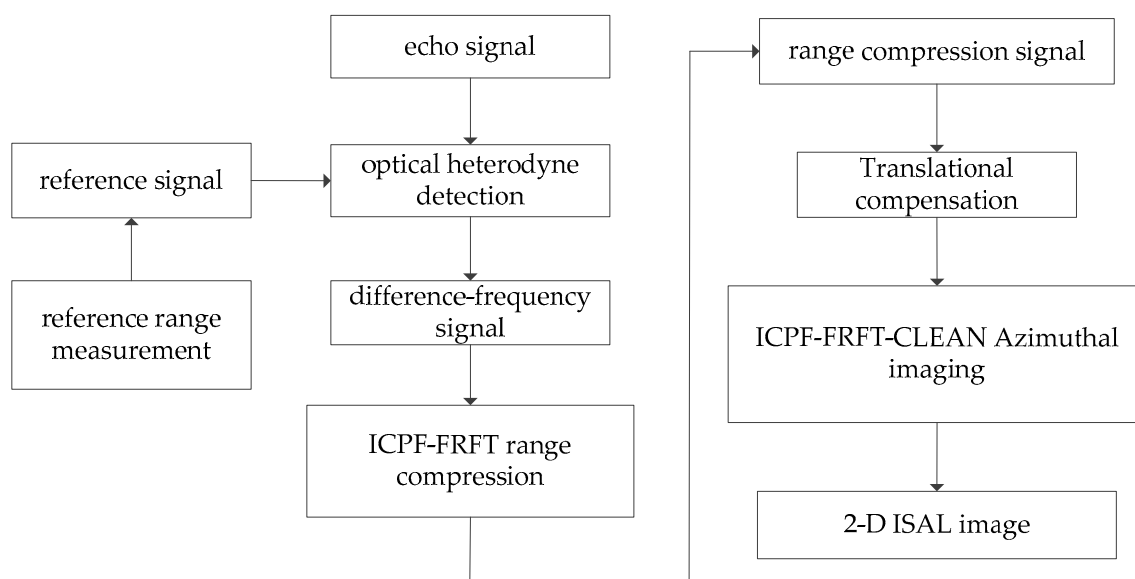 echo signal
reference signal
optical heterodyne
detection
reference range
measurement
difference-frequency
signal
ICPF-FRFT range
compression
range compression signal
Translational
compensation
ICPF-FRFT-CLEAN Azimuthal
imaging
2-D ISAL image